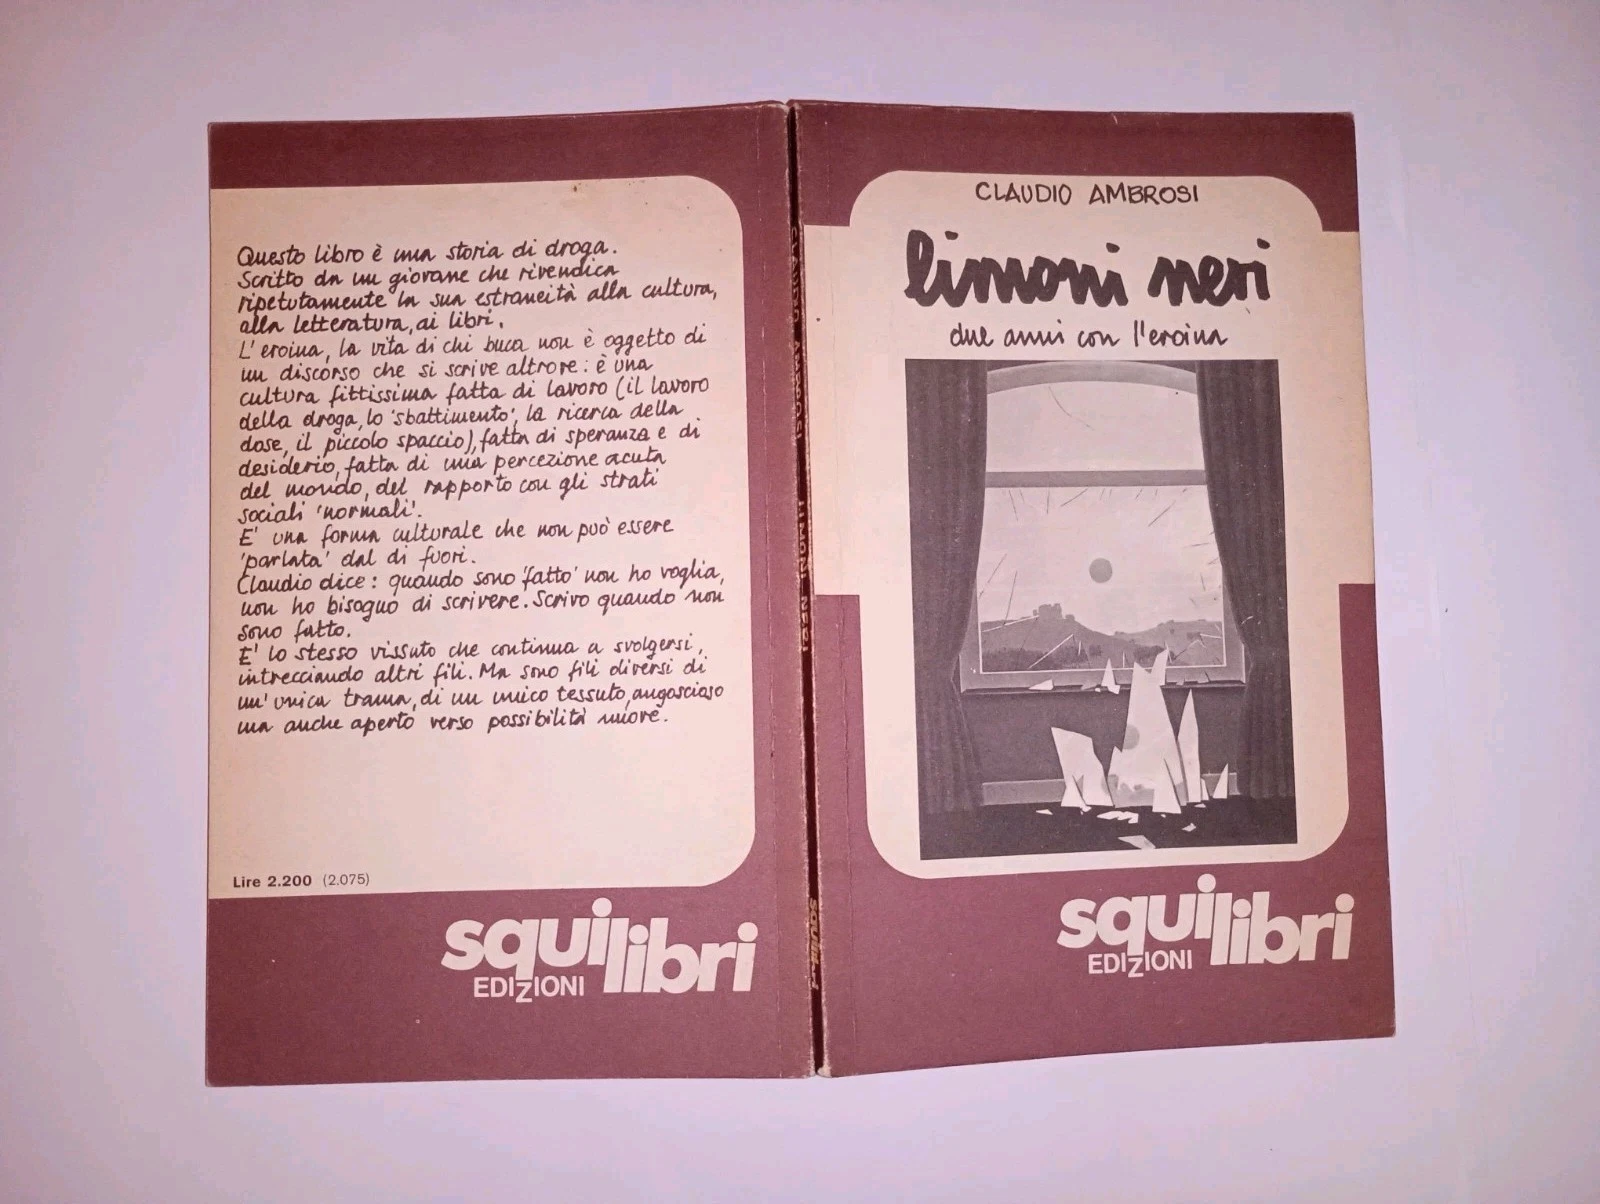 Questo libro è una storia di droga.
Scritto da un giovane che rivendica
ripetutamente la sua estraneità alla cultura,
alla letteratura, ai libri.
L'eroina, la vita di chi buca non è oggetto di
un discorso che si scrive altrove: è una
cultura fittissima fatta di lavoro (il lavoro
della droga, lo 'sbattimento', la ricerca della
dose, il piccolo spaccio), fatta di speranza e di
desiderio, fatta di una percezione acuta
del mondo, del rapporto con gli strati
sociali 'normali'.
E' una forma culturale che non può essere
'parlata' dal di fuori.
Claudio dice: quando sono 'fatto' non ho voglia,
non ho bisogno di scrivere. Scrivo quando non
sono fatto.
E' lo stesso vissuto che continua a svolgersi,
intrecciando altri fili. Ma sono fili diversi di
un' unica trama, di un unico tessuto, angoscioso
ma anche aperto verso possibilità nuove.
Lire 2.200 (2.075)
squilibri
EDIZIONI
CLAUDIO AMBROSI LIMONI NERI squilibri
CLAUDIO AMBROSI
limoni neri
due anni con l'eroina
squilibri
EDIZIONI